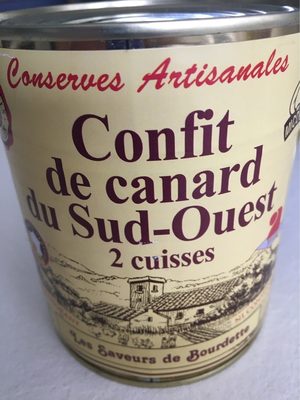 Conserves Artisanales
Confit
de canard
du Sud-Ouest
2 cuisses
Les Saveurs de Bourdette